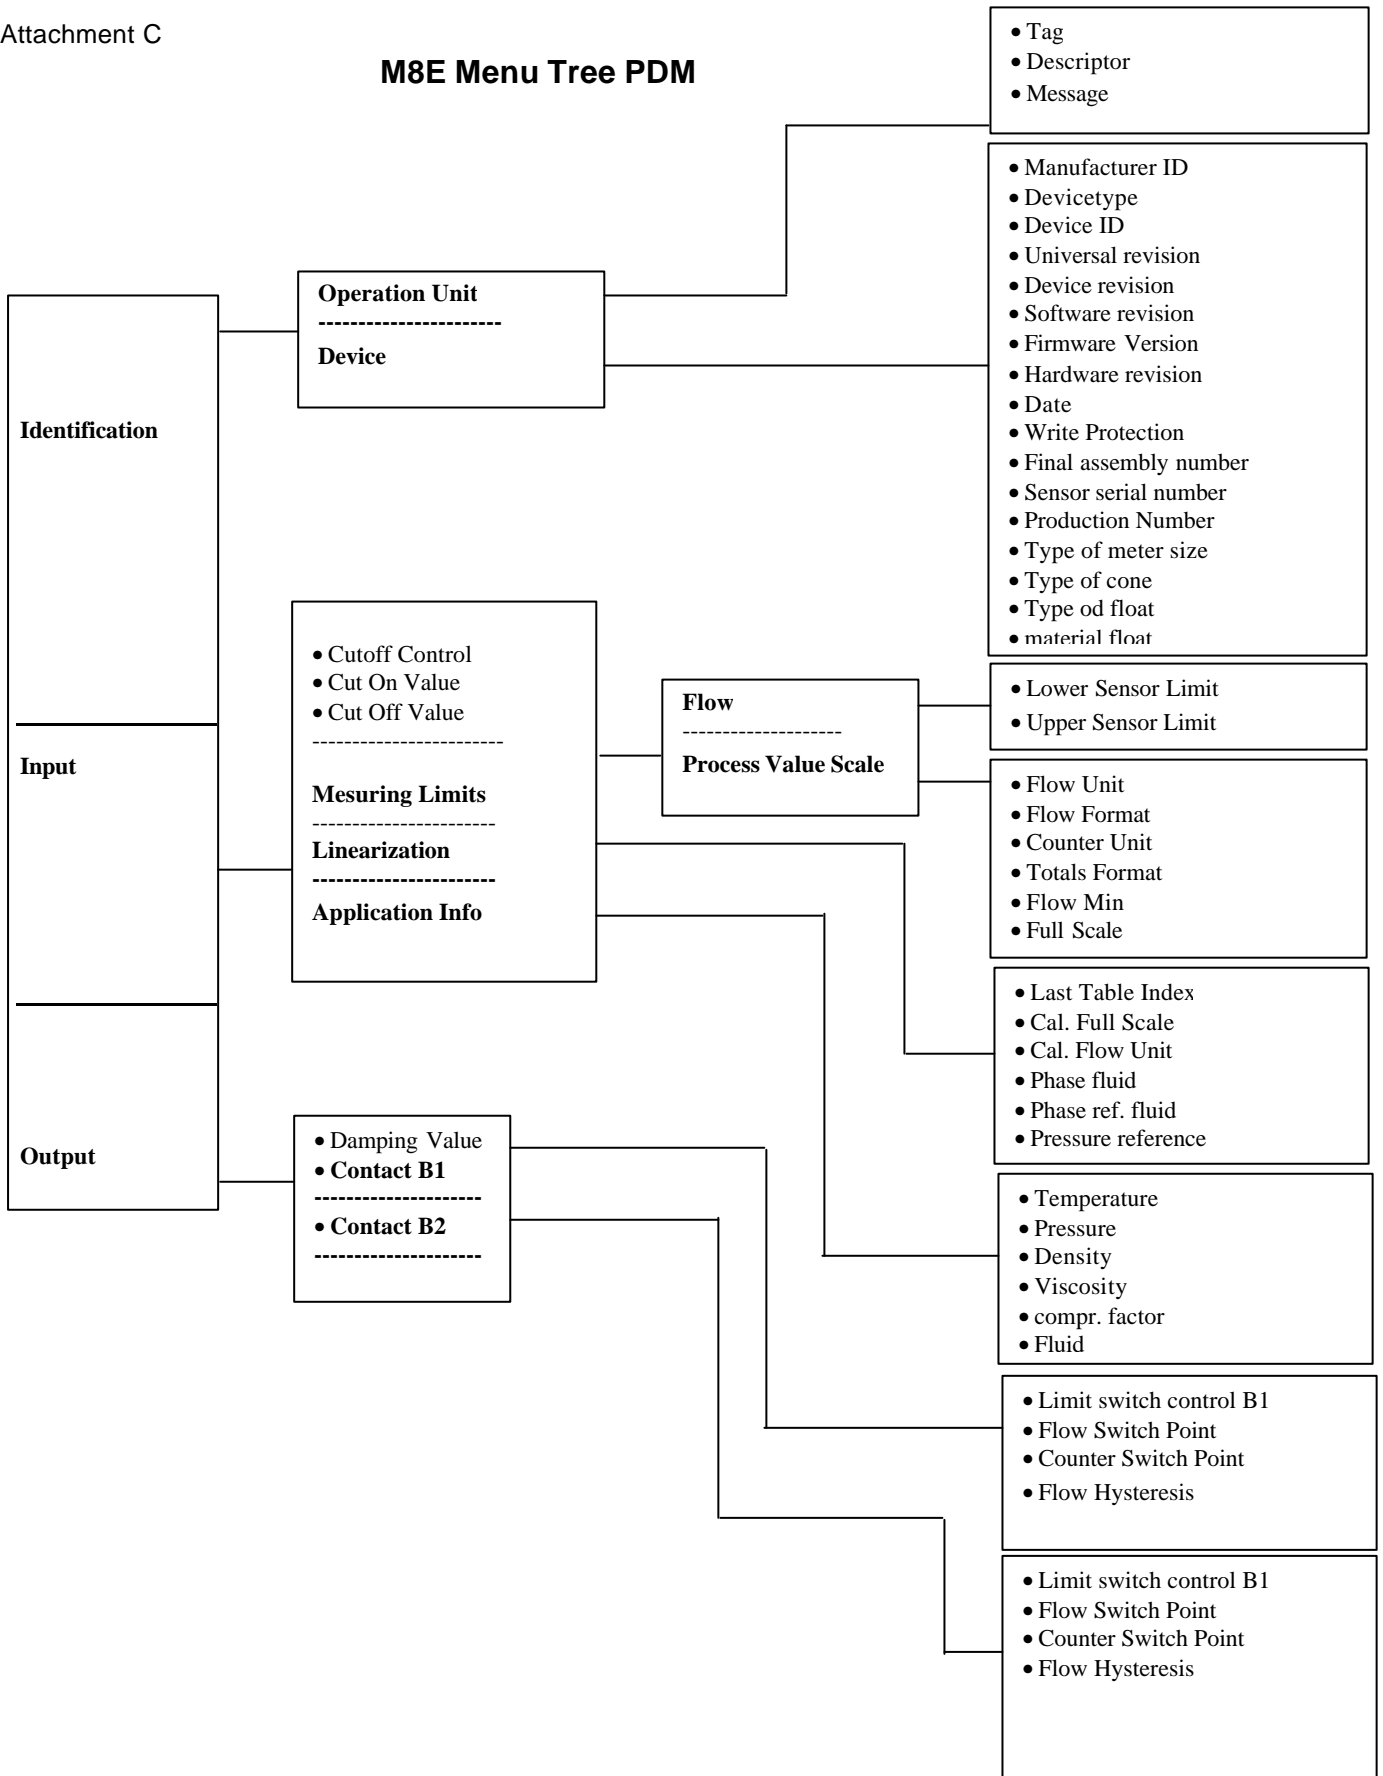 Attachment C
M8E Menu Tree PDM
• Tag
• Descriptor
• Message
• Manufacturer ID
• Devicetype
• Device ID
• Universal revision
• Device revision
• Software revision
• Firmware Version
• Hardware revision
• Date
• Write Protection
• Final assembly number
• Sensor serial number
• Production Number
• Type of meter size
• Type of cone
• Type od float
• material float
Operation Unit
-----------------------
Device
Identification
Input
Output
• Cutoff Control
• Cut On Value
• Cut Off Value
------------------------
Mesuring Limits
-----------------------
Linearization
-----------------------
Application Info
Flow
--------------------
Process Value Scale
• Lower Sensor Limit
• Upper Sensor Limit
• Flow Unit
• Flow Format
• Counter Unit
• Totals Format
• Flow Min
• Full Scale
• Last Table Index
• Cal. Full Scale
• Cal. Flow Unit
• Phase fluid
• Phase ref. fluid
• Pressure reference
• Temperature
• Pressure
• Density
• Viscosity
• compr. factor
• Fluid
• Damping Value
• Contact B1
---------------------
• Contact B2
---------------------
• Limit switch control B1
• Flow Switch Point
• Counter Switch Point
• Flow Hysteresis
• Limit switch control B1
• Flow Switch Point
• Counter Switch Point
• Flow Hysteresis